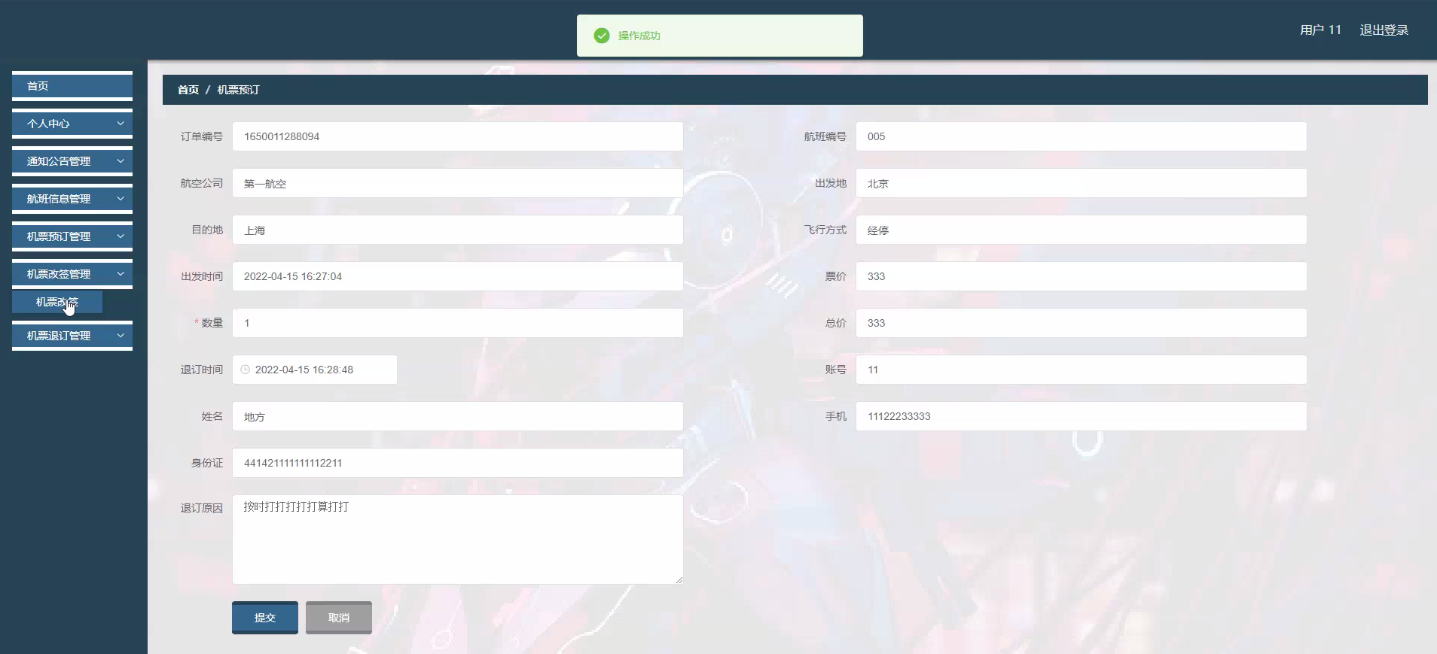 操作成功
用户 11 退出登录
首页
个人中心
通知公告管理
航班信息管理
机票预订管理
机票改签管理
机票改签
机票退订管理
首页 / 机票预订
订单编号 1650011288094 航班编号 005
航空公司 第一航空 出发地 北京
目的地 上海 飞行方式 经停
出发时间 2022-04-15 16:27:04 票价 333
* 数量 1 总价 333
退订时间 2022-04-15 16:28:48 账号 11
姓名 地方 手机 11122233333
身份证 441421111111112211
退订原因 按时打打打打打算打打
提交 取消